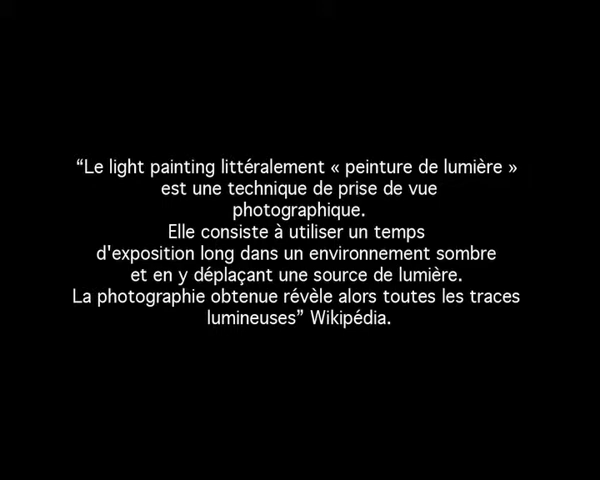 “Le light painting littéralement « peinture de lumière »
est une technique de prise de vue
photographique.
Elle consiste à utiliser un temps
d'exposition long dans un environnement sombre
et en y déplaçant une source de lumière.
La photographie obtenue révèle alors toutes les traces
lumineuses” Wikipédia.